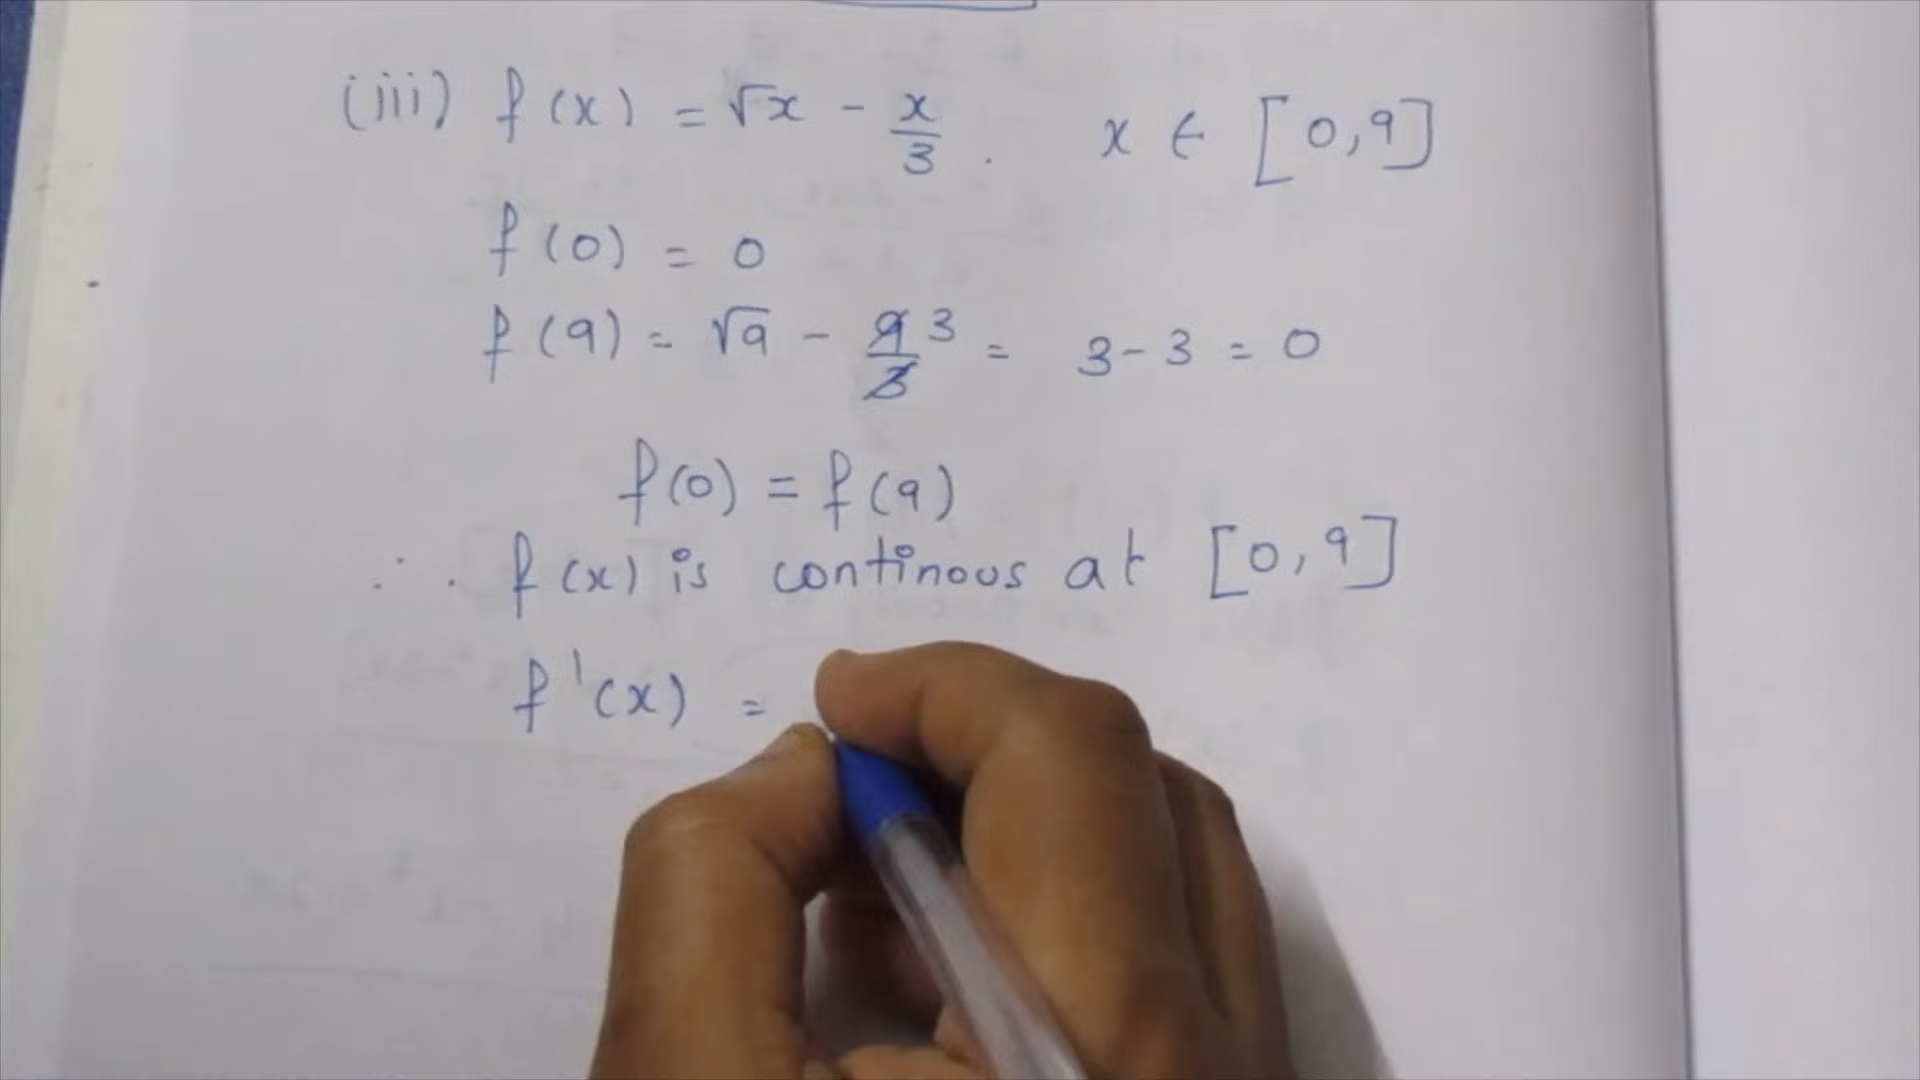 (iii) f(x) = √x - x/3 . x ∈ [0,9]
f(0) = 0
f(9) = √9 - 9/3 3 = 3-3 = 0
f(0) = f(9)
∴ f(x) is continous at [0,9]
f'(x) =